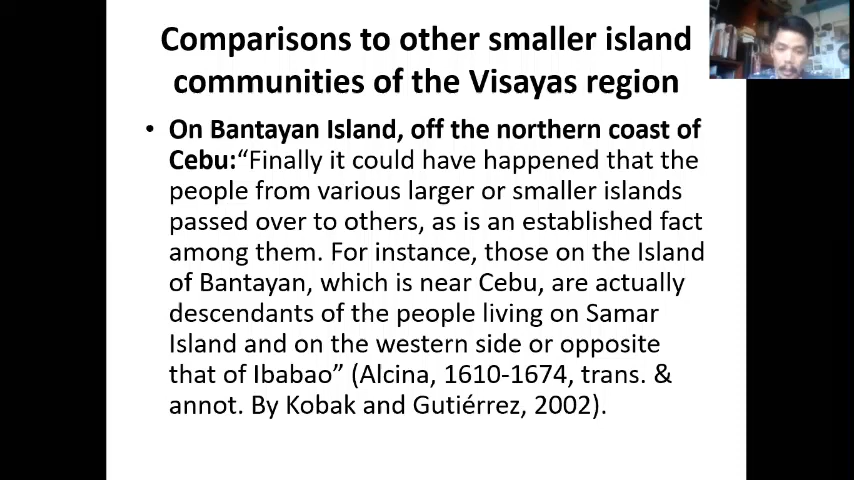 Comparisons to other smaller island
communities of the Visayas region
• On Bantayan Island, off the northern coast of
Cebu:“Finally it could have happened that the
people from various larger or smaller islands
passed over to others, as is an established fact
among them. For instance, those on the Island
of Bantayan, which is near Cebu, are actually
descendants of the people living on Samar
Island and on the western side or opposite
that of Ibabao” (Alcina, 1610-1674, trans. &
annot. By Kobak and Gutiérrez, 2002).